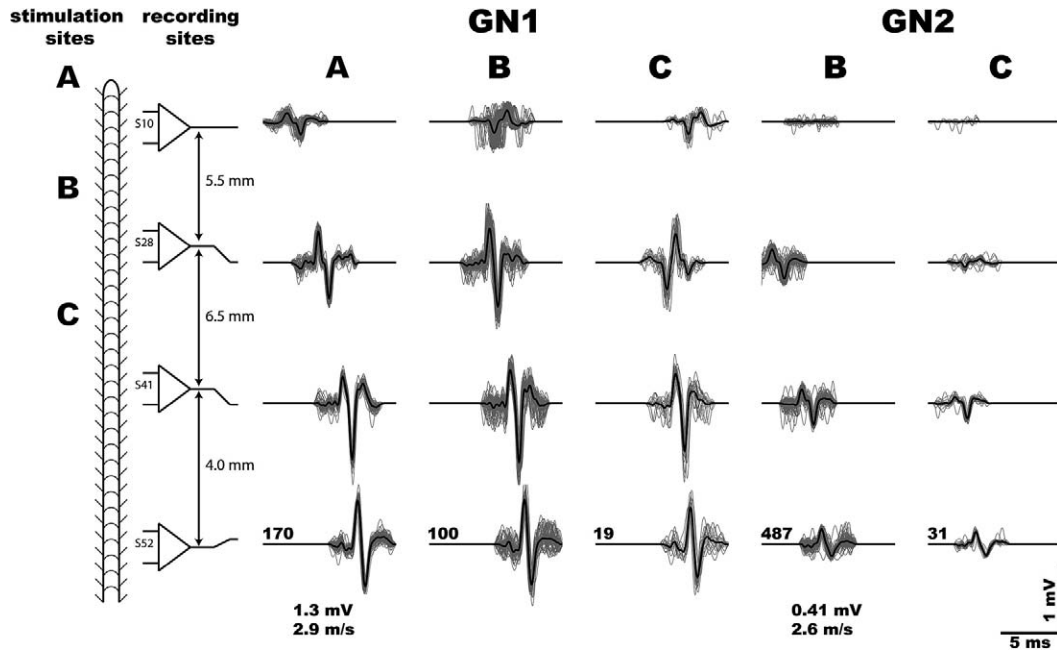 stimulation sites
recording sites
GN1
GN2
A
B
C
A
B
C
B
C
S10
5.5 mm
S28
6.5 mm
S41
4.0 mm
S52
170
100
19
487
31
1.3 mV
2.9 m/s
0.41 mV
2.6 m/s
1 mV
5 ms